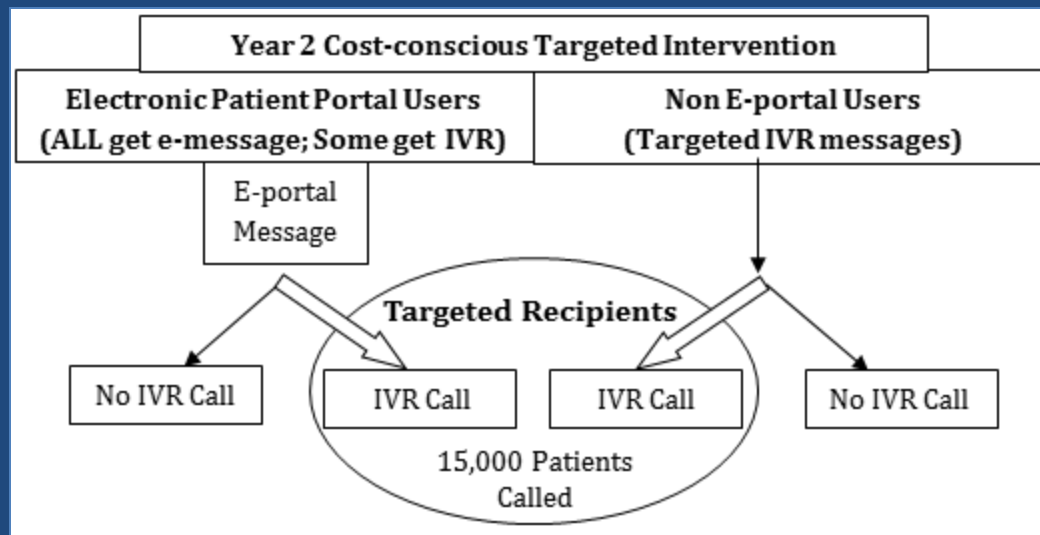 Year 2 Cost-conscious Targeted Intervention
Electronic Patient Portal Users
(ALL get e-message; Some get IVR)
Non E-portal Users
(Targeted IVR messages)
E-portal
Message
Targeted Recipients
No IVR Call
IVR Call
IVR Call
No IVR Call
15,000 Patients
Called